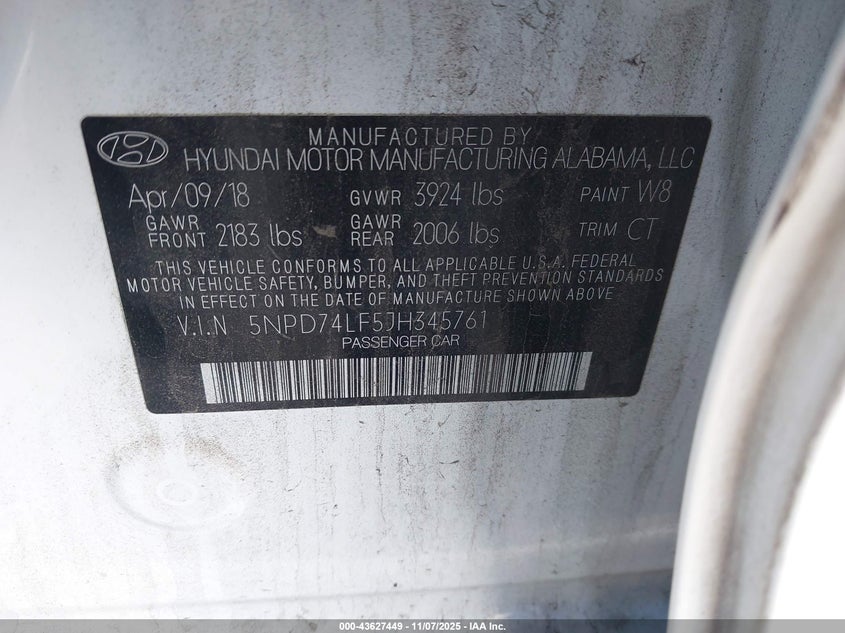 MANUFACTURED BY
HYUNDAI MOTOR MANUFACTURING ALABAMA, LLC
Apr/09/18 GVWR 3924 lbs PAINT W8
GAWR FRONT 2183 lbs GAWR REAR 2006 lbs TRIM CT
THIS VEHICLE CONFORMS TO ALL APPLICABLE U.S.A. FEDERAL
MOTOR VEHICLE SAFETY, BUMPER, AND THEFT PREVENTION STANDARDS
IN EFFECT ON THE DATE OF MANUFACTURE SHOWN ABOVE.
V.I.N 5NPD74LF5JH345761
PASSENGER CAR
000-43627449 - 11/07/2025 - IAA Inc.